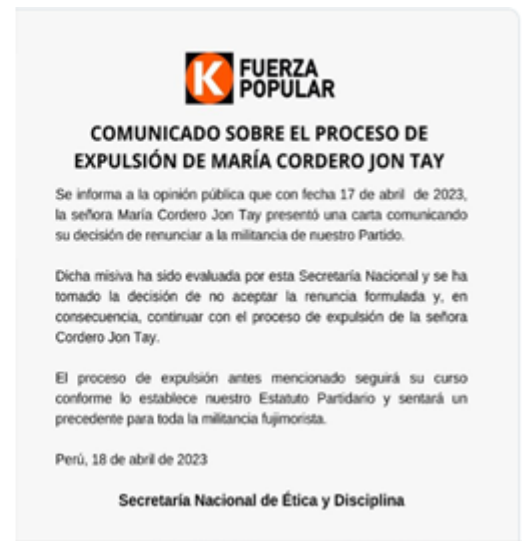 K FUERZA
POPULAR
COMUNICADO SOBRE EL PROCESO DE
EXPULSIÓN DE MARÍA CORDERO JON TAY
Se informa a la opinión pública que con fecha 17 de abril de 2023,
la señora María Cordero Jon Tay presentó una carta comunicando
su decisión de renunciar a la militancia de nuestro Partido.
Dicha misiva ha sido evaluada por esta Secretaría Nacional y se ha
tomado la decisión de no aceptar la renuncia formulada y, en
consecuencia, continuar con el proceso de expulsión de la señora
Cordero Jon Tay.
El proceso de expulsión antes mencionado seguirá su curso
conforme lo establece nuestro Estatuto Partidario y sentará un
precedente para toda la militancia fujimorista.
Perú, 18 de abril de 2023
Secretaría Nacional de Ética y Disciplina